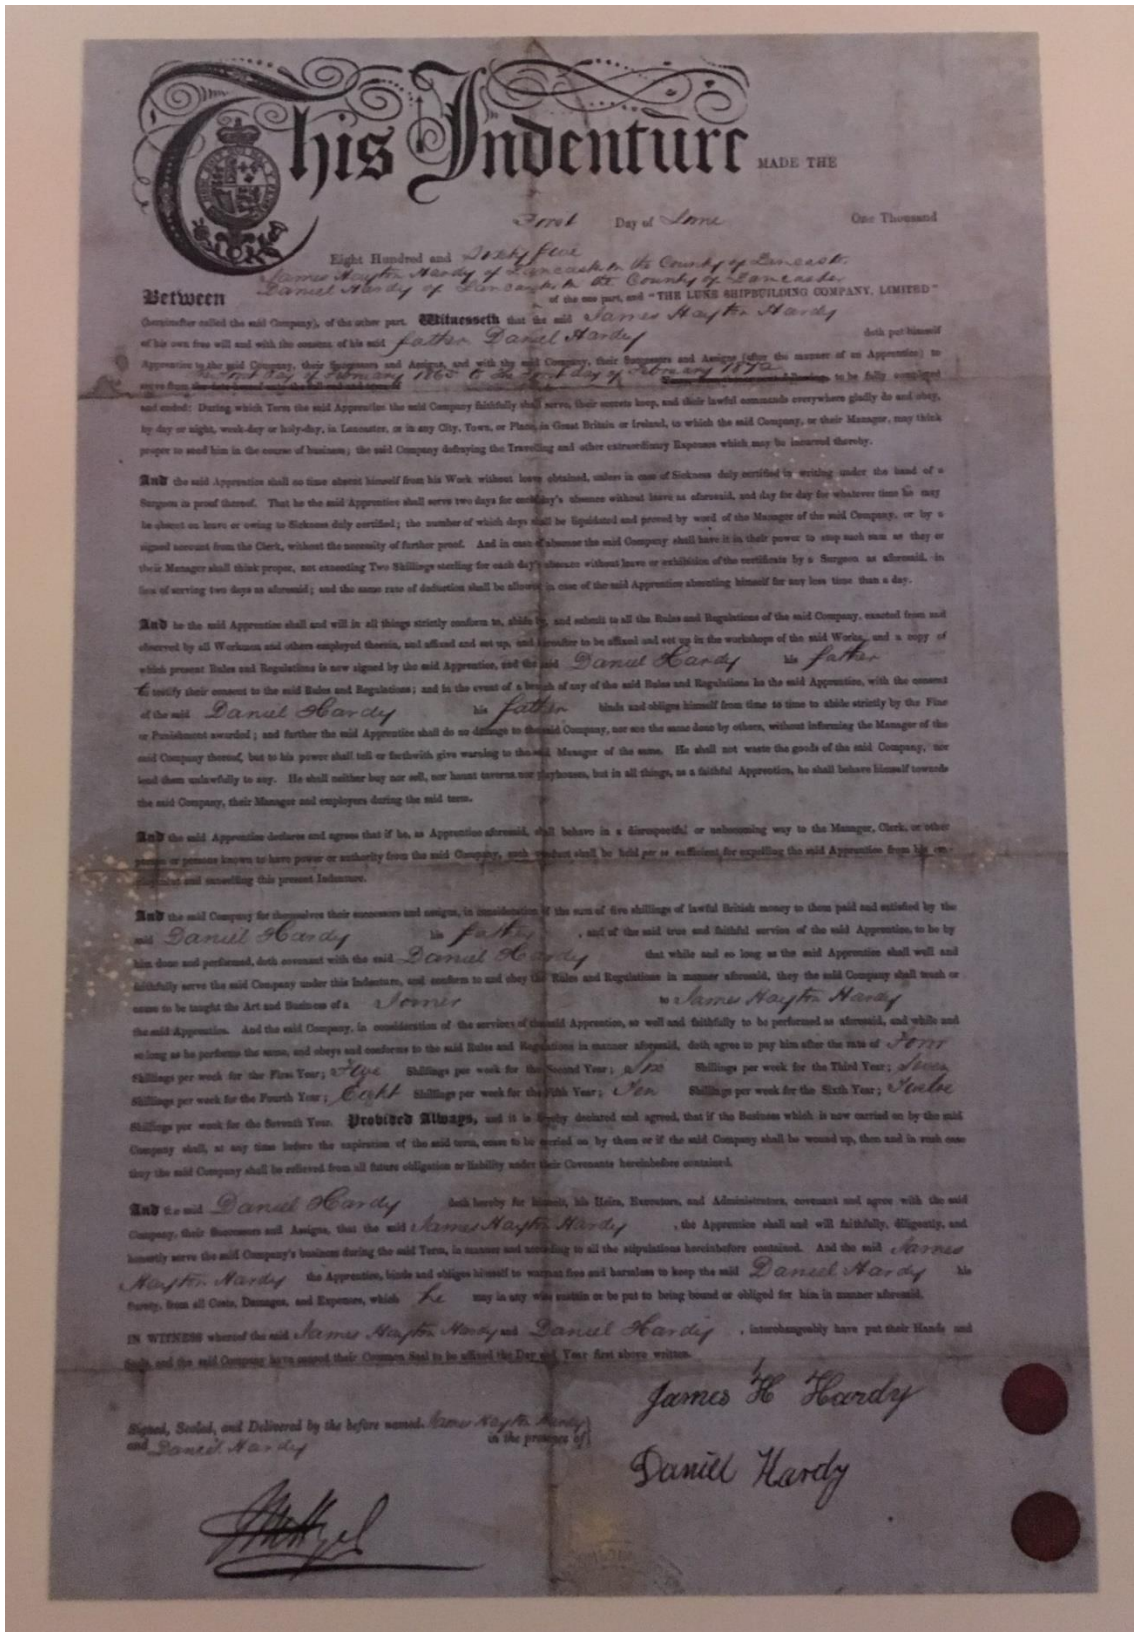 This Indenture MADE THE
First Day of June One Thousand
Eight Hundred and Sixty five
James Hayton Hardy of Lancaster in the County of Lancaster
Between Daniel Hardy of Lancaster in the County of Lancaster
of the one part, and "THE LUNE SHIPBUILDING COMPANY, LIMITED"
(hereinafter called the said Company), of the other part. Witnesseth that the said James Hayton Hardy
of his own free will and with the consent of his said father Daniel Hardy doth put himself
Apprentice to the said Company, their Successors and Assigns, and with the said Company, their Successors and Assigns (after the manner of an Apprentice) to
First day of February 1865 to the First day of February 1872
serve from to be fully completed
and ended: During which Term the said Apprentice the said Company faithfully shall serve, their secrets keep, and their lawful commands everywhere gladly do and obey,
by day or night, week-day or holy-day, in Lancaster, or in any City, Town, or Place, in Great Britain or Ireland, to which the said Company, or their Manager, may think
proper to send him in the course of business; the said Company defraying the Travelling and other extraordinary Expenses which may be incurred thereby.
And the said Apprentice shall no time absent himself from his Work without leave obtained, unless in case of Sickness duly certified in writing under the hand of a
Surgeon in proof thereof. That he the said Apprentice shall serve two days for each day's absence without leave as aforesaid, and day for day for whatever time he may
be absent on leave or owing to Sickness duly certified; the number of which days shall be liquidated and proved by word of the Manager of the said Company, or by a
signed account from the Clerk, without the necessity of further proof. And in case of absence the said Company shall have it in their power to stop such sum as they or
their Manager shall think proper, not exceeding Two Shillings sterling for each day's absence without leave or exhibition of the certificate by a Surgeon as aforesaid, in
lieu of serving two days as aforesaid; and the same rate of deduction shall be allowed in case of the said Apprentice absenting himself for any less time than a day.
And he the said Apprentice shall and will in all things strictly conform to, abide by, and submit to all the Rules and Regulations of the said Company, exacted from and
observed by all Workmen and others employed therein, and affixed and set up, and hereafter to be affixed and set up in the workshops of the said Works, and a copy of
which present Rules and Regulations is now signed by the said Apprentice, and the said Daniel Hardy his father
to testify their consent to the said Rules and Regulations; and in the event of a breach of any of the said Rules and Regulations he the said Apprentice, with the consent
of the said Daniel Hardy his father binds and obliges himself from time to time to abide strictly by the Fine
or Punishment awarded; and further the said Apprentice shall do no damage to the said Company, nor see the same done by others, without informing the Manager of the
said Company thereof, but to his power shall tell or forthwith give warning to the said Manager of the same. He shall not waste the goods of the said Company, nor
lend them unlawfully to any. He shall neither buy nor sell, nor haunt taverns nor playhouses, but in all things, as a faithful Apprentice, he shall behave himself towards
the said Company, their Manager and employers during the said term.
And the said Apprentice declares and agrees that if he, as Apprentice aforesaid, shall behave in a disrespectful or unbecoming way to the Manager, Clerk, or other
person or persons known to have power or authority from the said Company, such conduct shall be held per se sufficient for expelling the said Apprentice from his
and cancelling this present Indenture.
And the said Company for themselves their successors and assigns, in consideration of the sum of five shillings of lawful British money to them paid and satisfied by the
said Daniel Hardy his father, and of the said true and faithful service of the said Apprentice, to be by
him done and performed, doth covenant with the said Daniel Hardy that while and so long as the said Apprentice shall well and
faithfully serve the said Company under this Indenture, and conform to and obey the Rules and Regulations in manner aforesaid, they the said Company shall teach or
cause to be taught the Art and Business of a Joiner to James Hayton Hardy
the said Apprentice. And the said Company, in consideration of the services of the said Apprentice, so well and faithfully to be performed as aforesaid, and while and
so long as he performs the same, and obeys and conforms to the said Rules and Regulations in manner aforesaid, doth agree to pay him after the rate of Four
Shillings per week for the First Year; Five Shillings per week for the Second Year; Six Shillings per week for the Third Year; Seven
Shillings per week for the Fourth Year; Eight Shillings per week for the Fifth Year; Ten Shillings per week for the Sixth Year; Twelve
Shillings per week for the Seventh Year. Provided Always, and it is hereby declared and agreed, that if the Business which is now carried on by the said
Company shall, at any time before the expiration of the said term, cease to be carried on by them or if the said Company shall be wound up, then and in such case
they the said Company shall be relieved from all future obligation or liability under their Covenants hereinbefore contained.
And the said Daniel Hardy doth hereby for himself, his Heirs, Executors, and Administrators, covenant and agree with the said
Company, their Successors and Assigns, that the said James Hayton Hardy, the Apprentice shall and will faithfully, diligently, and
honestly serve the said Company's business during the said Term, in manner and according to all the stipulations hereinbefore contained. And the said James
Hayton Hardy the Apprentice, binds and obliges himself to warrant free and harmless to keep the said Daniel Hardy his
Surety, from all Costs, Damages, and Expenses, which he may in any wise sustain or be put to being bound or obliged for him in manner aforesaid.
IN WITNESS whereof the said James Hayton Hardy and Daniel Hardy, interchangeably have put their Hands and
Seals, and the said Company have caused their Common Seal to be affixed the Day and Year first above written.
James H Hardy
Signed, Sealed, and Delivered by the before named. James Hayton Hardy
and Daniel Hardy in the presence of
Daniel Hardy